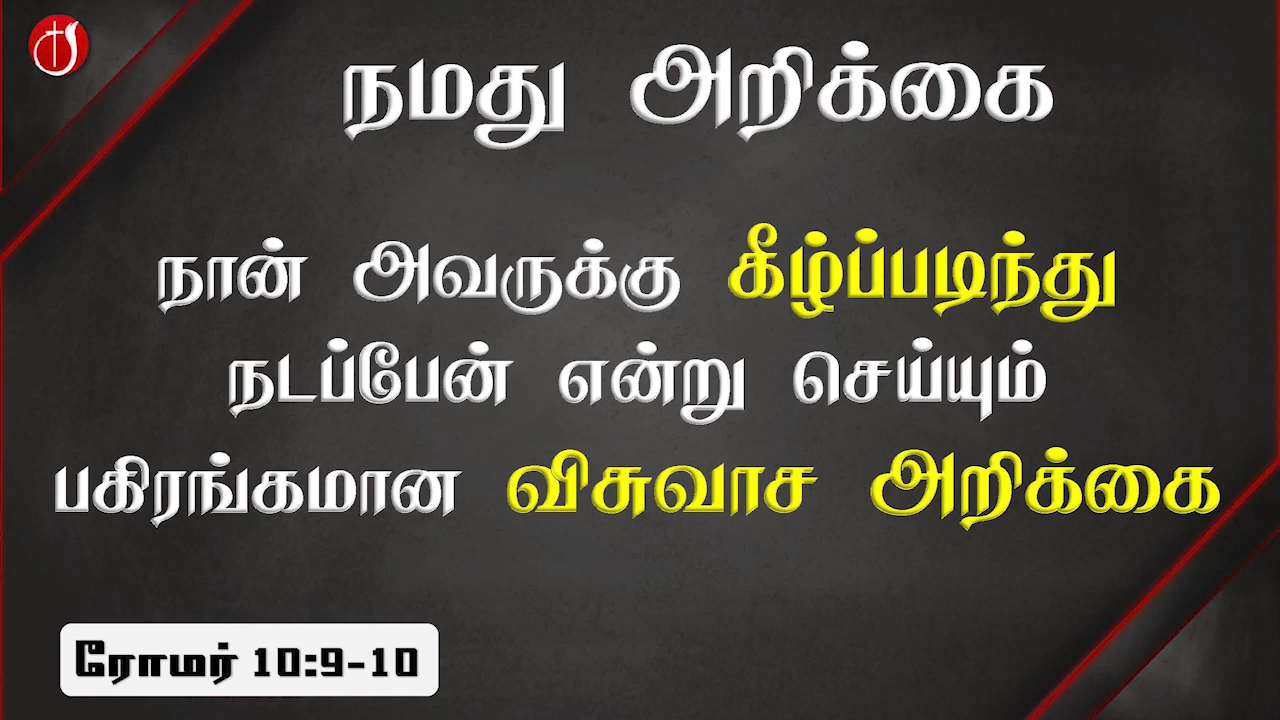 நமது அறிக்கை
நான் அவருக்கு கீழ்ப்படிந்து
நடப்பேன் என்று செய்யும்
பகிரங்கமான விசுவாச அறிக்கை
ரோமர் 10:9-10